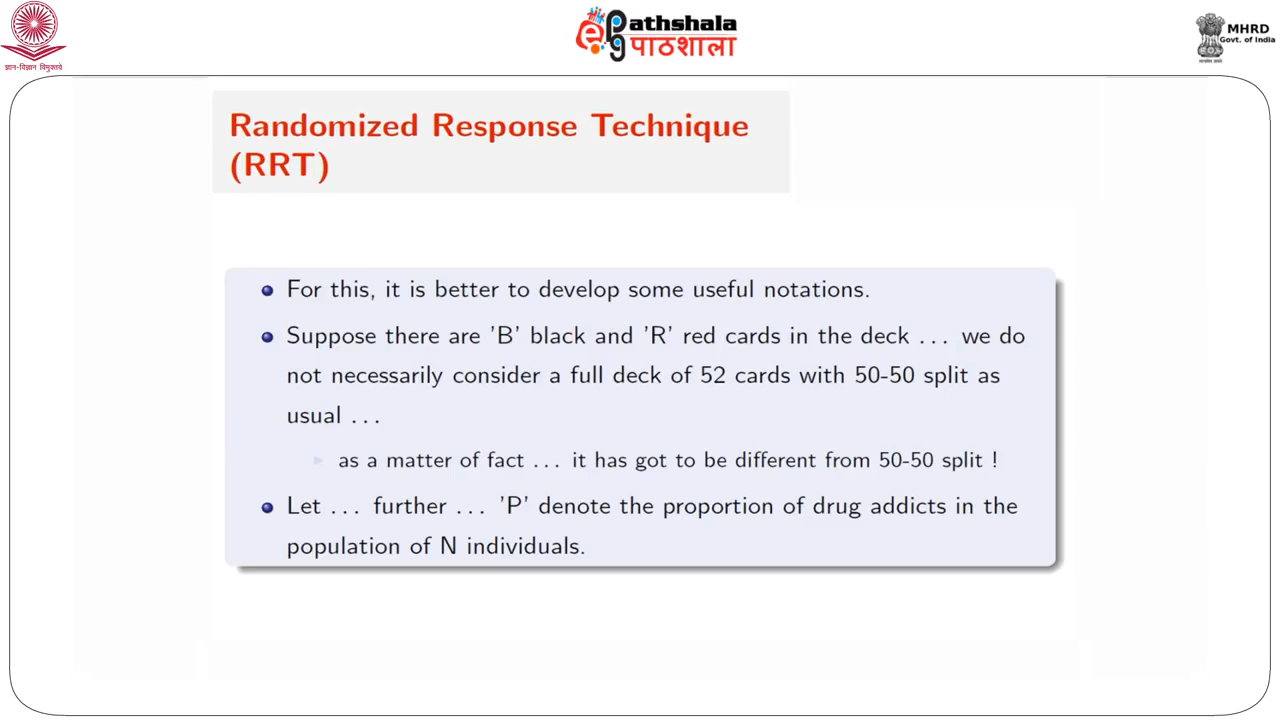 ज्ञान-विज्ञान विमुक्तये
ePathshala
पाठशाला
MHRD
Govt. of India
Randomized Response Technique
(RRT)
For this, it is better to develop some useful notations.
Suppose there are 'B' black and 'R' red cards in the deck . . . we do
not necessarily consider a full deck of 52 cards with 50-50 split as
usual . . .
as a matter of fact . . . it has got to be different from 50-50 split !
Let . . . further . . . 'P' denote the proportion of drug addicts in the
population of N individuals.